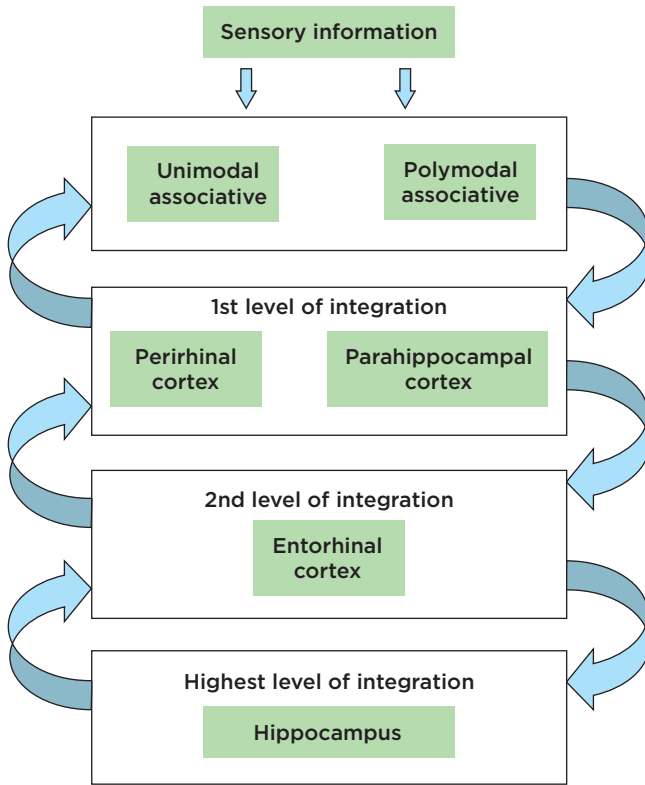 Sensory information
Unimodal
associative
Polymodal
associative
1st level of integration
Perirhinal
cortex
Parahippocampal
cortex
2nd level of integration
Entorhinal
cortex
Highest level of integration
Hippocampus